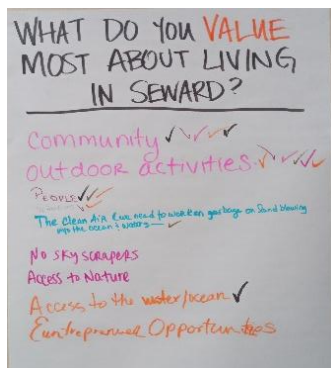 WHAT DO YOU VALUE
MOST ABOUT LIVING
IN SEWARD?
Community ✓✓✓✓✓
outdoor activities. ✓✓✓✓✓
PEOPLE ✓✓✓
The Clean Air (we need to work on garbage on Sand blowing
into the ocean + waters — ✓
No Sky scrapers
Access to Nature
Access to the water/ocean ✓
Opportunities